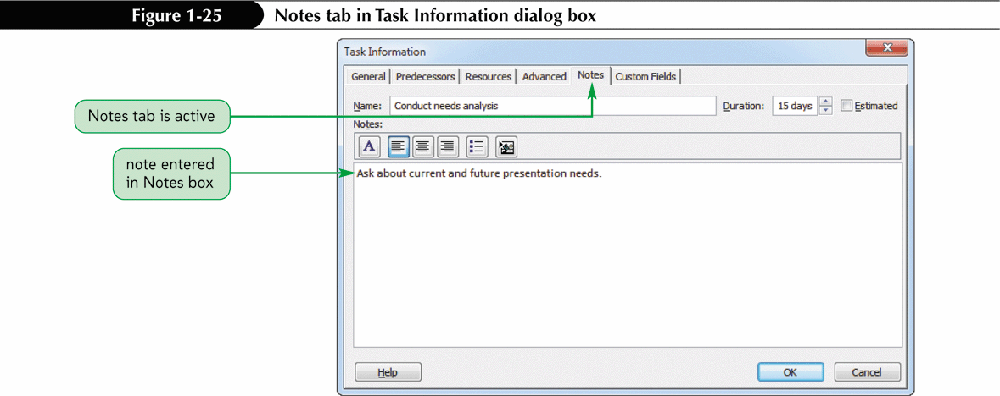 Figure 1-25 Notes tab in Task Information dialog box
Task Information
General Predecessors Resources Advanced Notes Custom Fields
Notes tab is active
Name: Conduct needs analysis Duration: 15 days Estimated
Notes:
A
note entered
in Notes box
Ask about current and future presentation needs.
Help OK Cancel